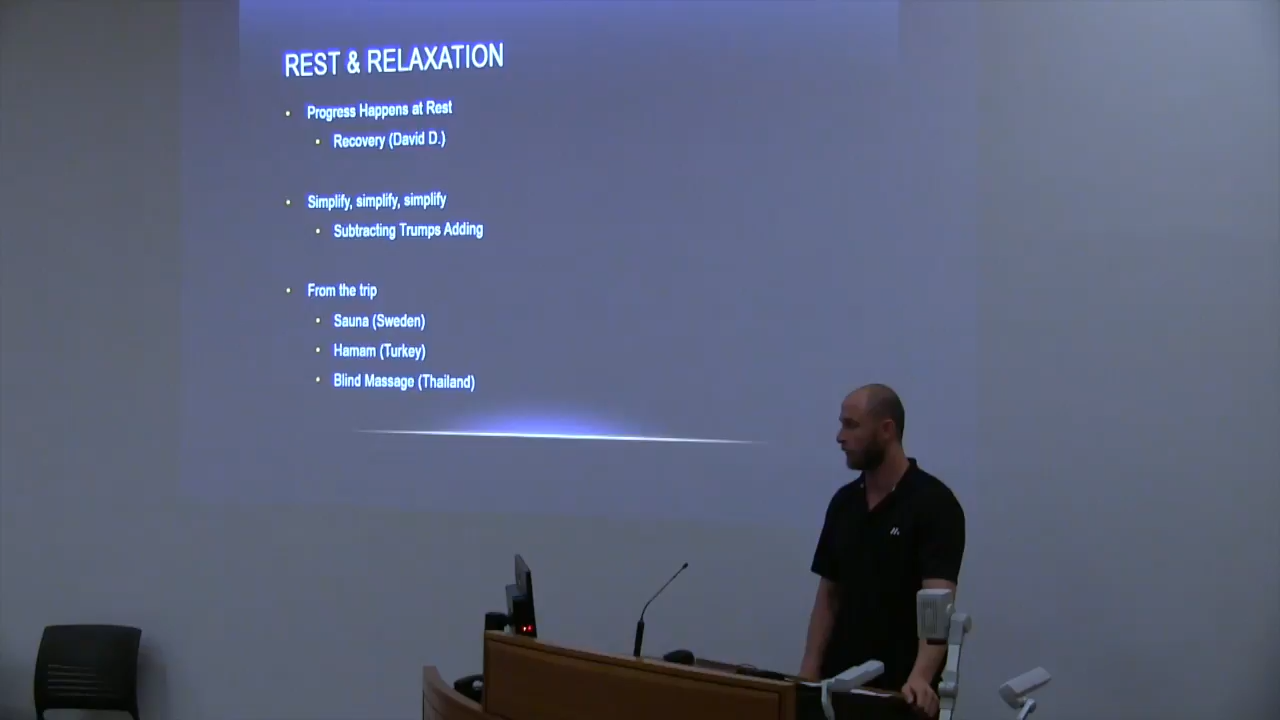 REST & RELAXATION
• Progress Happens at Rest
• Recovery (David D.)
• Simplify, simplify, simplify
• Subtracting Trumps Adding
• From the trip
• Sauna (Sweden)
• Hamam (Turkey)
• Blind Massage (Thailand)